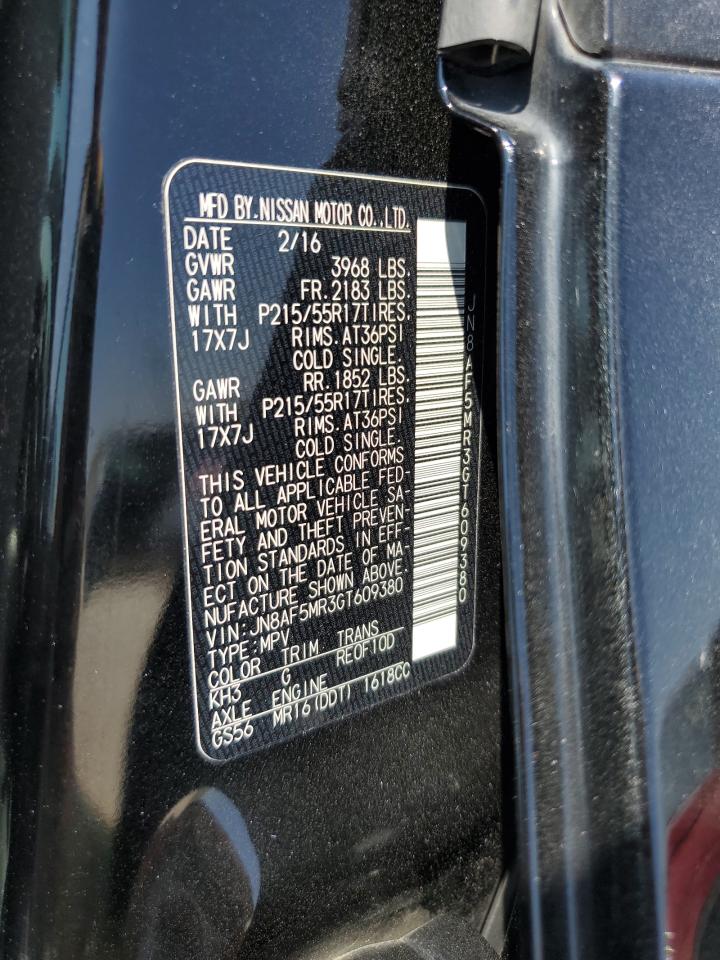 MFD BY.NISSAN MOTOR CO.,LTD.
DATE 2/16
GVWR 3968 LBS.
GAWR FR.2183 LBS.
WITH P215/55R17TIRES.
17X7J RIMS.AT36PSI
COLD SINGLE.
GAWR RR.1852 LBS.
WITH P215/55R17TIRES.
17X7J RIMS.AT36PSI
COLD SINGLE.
THIS VEHICLE CONFORMS
TO ALL APPLICABLE FED-
ERAL MOTOR VEHICLE SA-
FETY AND THEFT PREVEN-
TION STANDARDS IN EFF-
ECT ON THE DATE OF MA-
NUFACTURE SHOWN ABOVE.
VIN:JN8AF5MR3GT609380
TYPE:MPV
COLOR TRIM TRANS
KH3 G RE0F10D
AXLE ENGINE
GS56 MR16(DDT) 1618CC
JN8AF5MR3GT609380